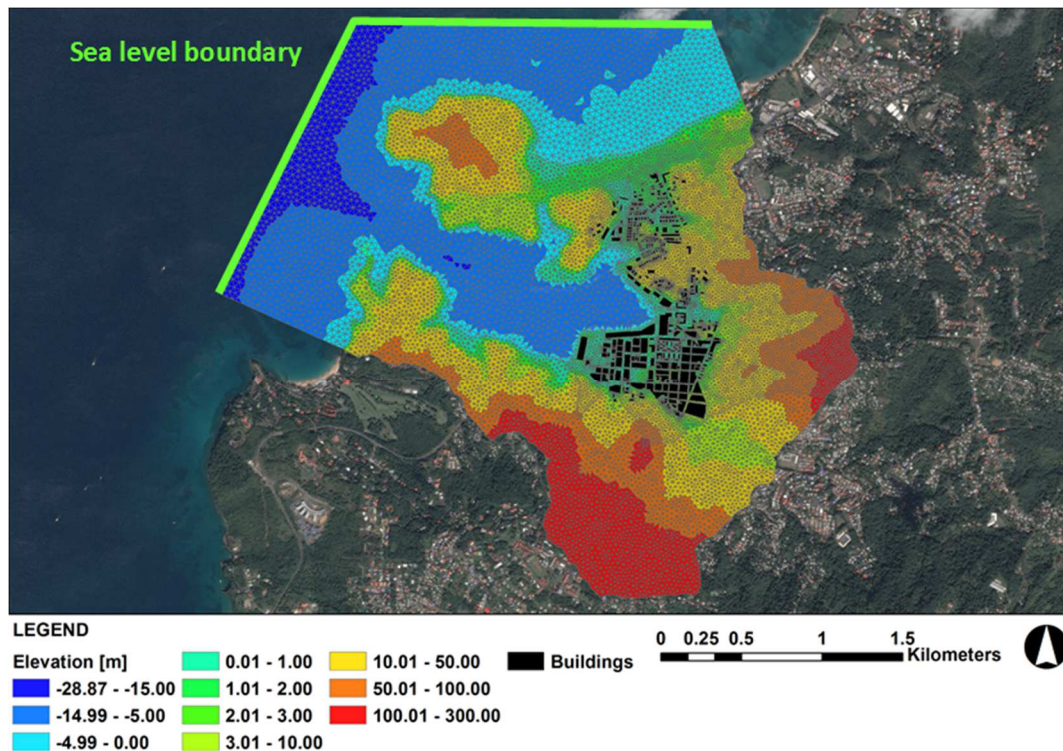 Sea level boundary
LEGEND
Elevation [m]
-28.87 - -15.00
-14.99 - -5.00
-4.99 - 0.00
0.01 - 1.00
1.01 - 2.00
2.01 - 3.00
3.01 - 10.00
10.01 - 50.00
50.01 - 100.00
100.01 - 300.00
Buildings
0 0.25 0.5 1 1.5
Kilometers